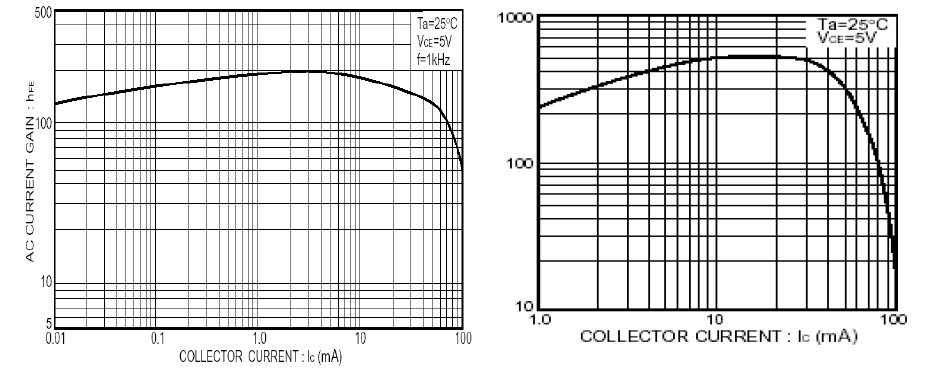 500
100
10
5
AC CURRENT GAIN : hFE
Ta=25°C
VCE=5V
f=1kHz
0.01 0.1 1.0 10 100
COLLECTOR CURRENT : Ic (mA)
1000
100
10
Ta=25°C
VCE=5V
1.0 10 100
COLLECTOR CURRENT : Ic (mA)